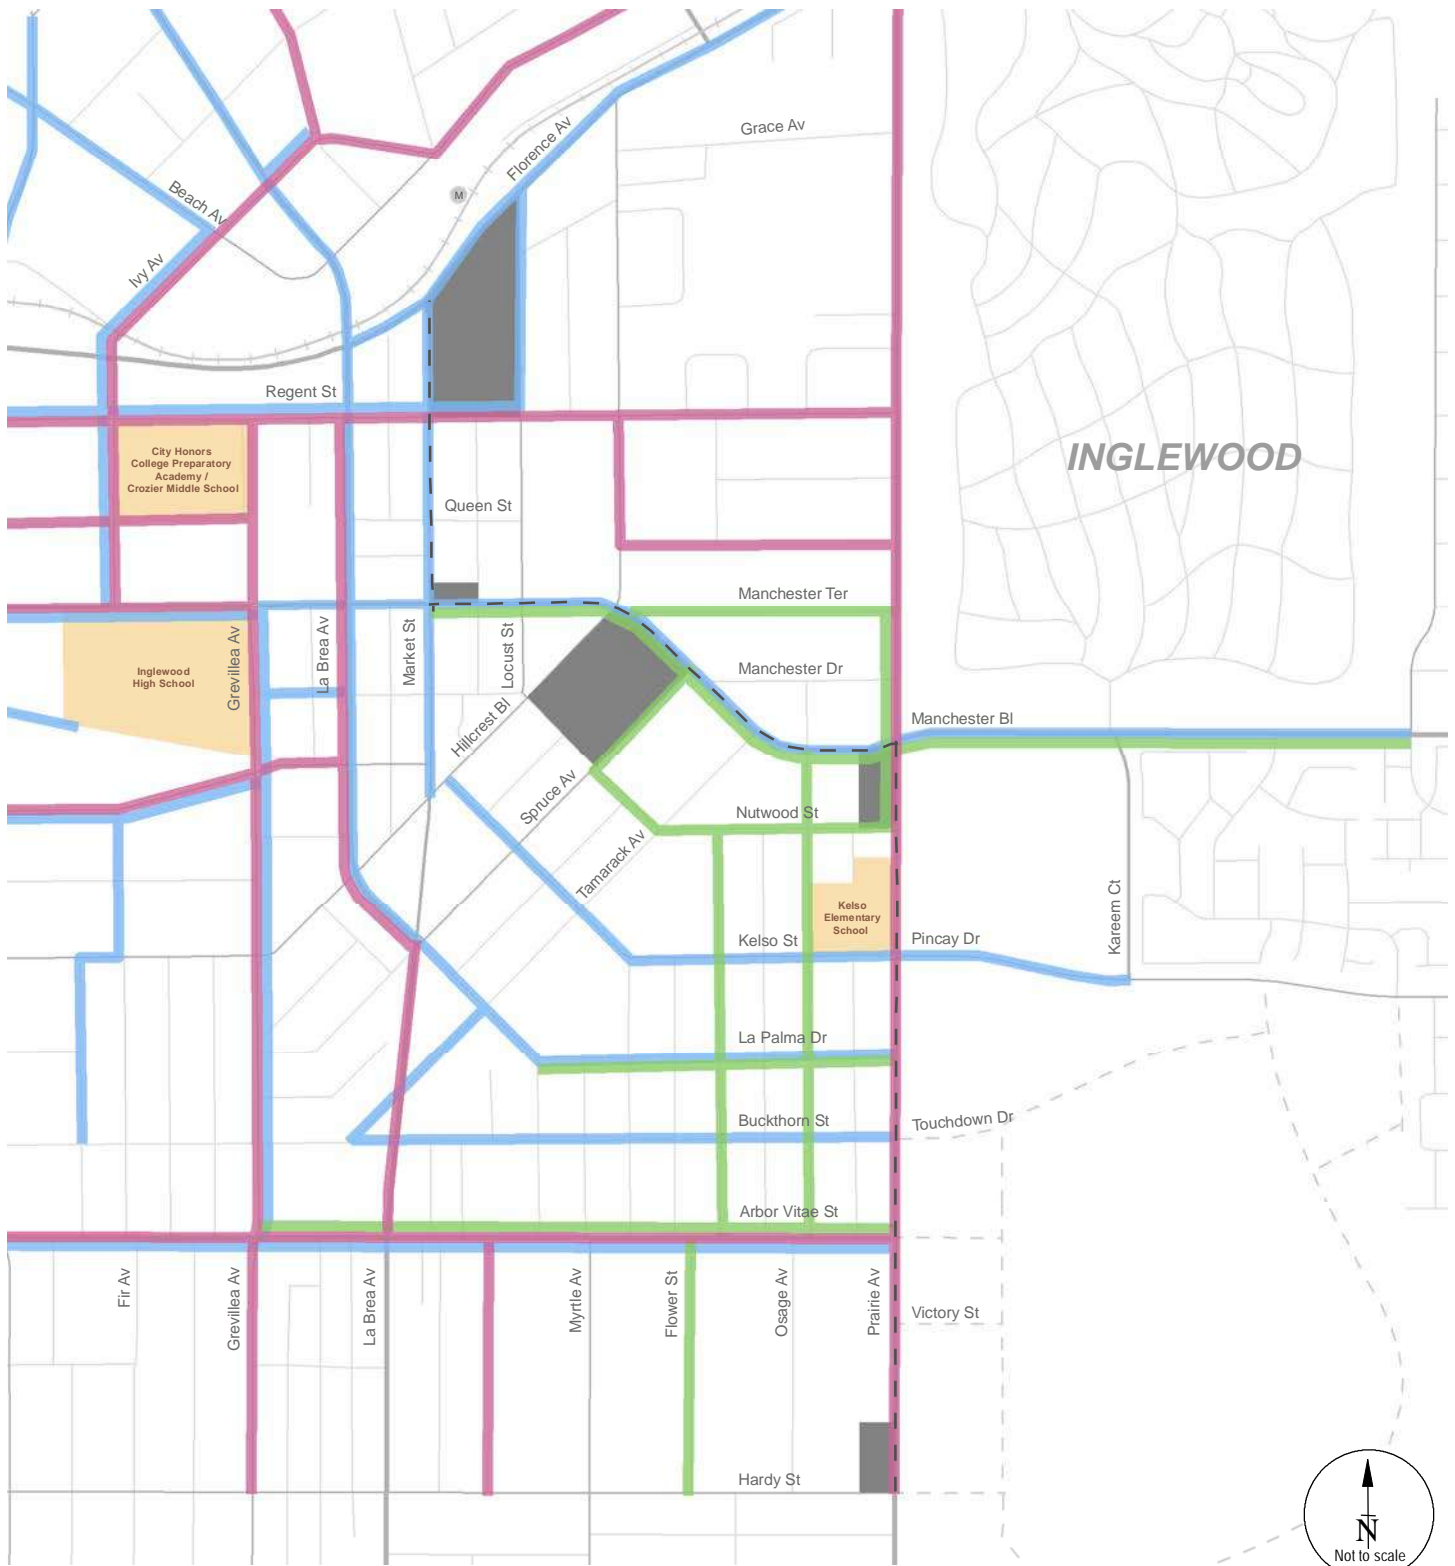 Grace Av
Florence Av
M
Beach Av
Ivy Av
Regent St
City Honors
College Preparatory
Academy /
Crozier Middle School
INGLEWOOD
Queen St
Manchester Ter
Inglewood
High School
Grevillea Av
La Brea Av
Market St
Locust St
Manchester Dr
Hillcrest Bl
Manchester Bl
Spruce Av
Nutwood St
Tamarack Av
Kelso
Elementary
School
Kareem Ct
Kelso St
Pincay Dr
La Palma Dr
Buckthorn St
Touchdown Dr
Arbor Vitae St
Fir Av
Grevillea Av
La Brea Av
Myrtle Av
Flower St
Osage Av
Prairie Av
Victory St
Hardy St
N
Not to scale